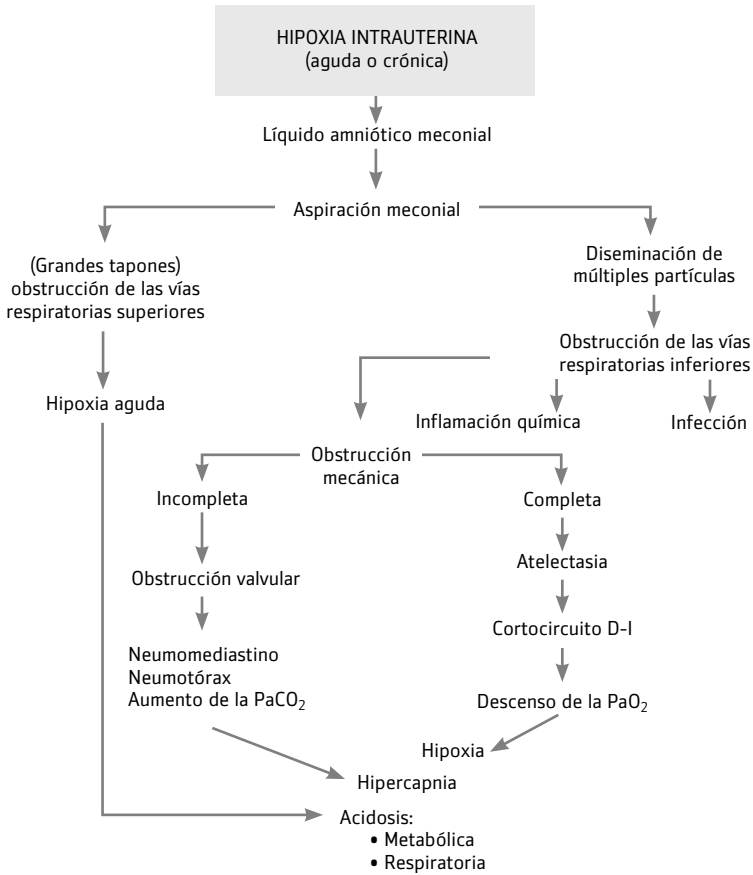 HIPOXIA INTRAUTERINA
(aguda o crónica)
Líquido amniótico meconial
Aspiración meconial
(Grandes tapones)
obstrucción de las vías
respiratorias superiores
Diseminación de
múltiples partículas
Obstrucción de las vías
respiratorias inferiores
Hipoxia aguda
Inflamación química
Infección
Obstrucción
mecánica
Incompleta
Completa
Obstrucción valvular
Atelectasia
Cortocircuito D-I
Neumomediastino
Neumotórax
Aumento de la PaCO₂
Descenso de la PaO₂
Hipoxia
Hipercapnia
Acidosis:
• Metabólica
• Respiratoria